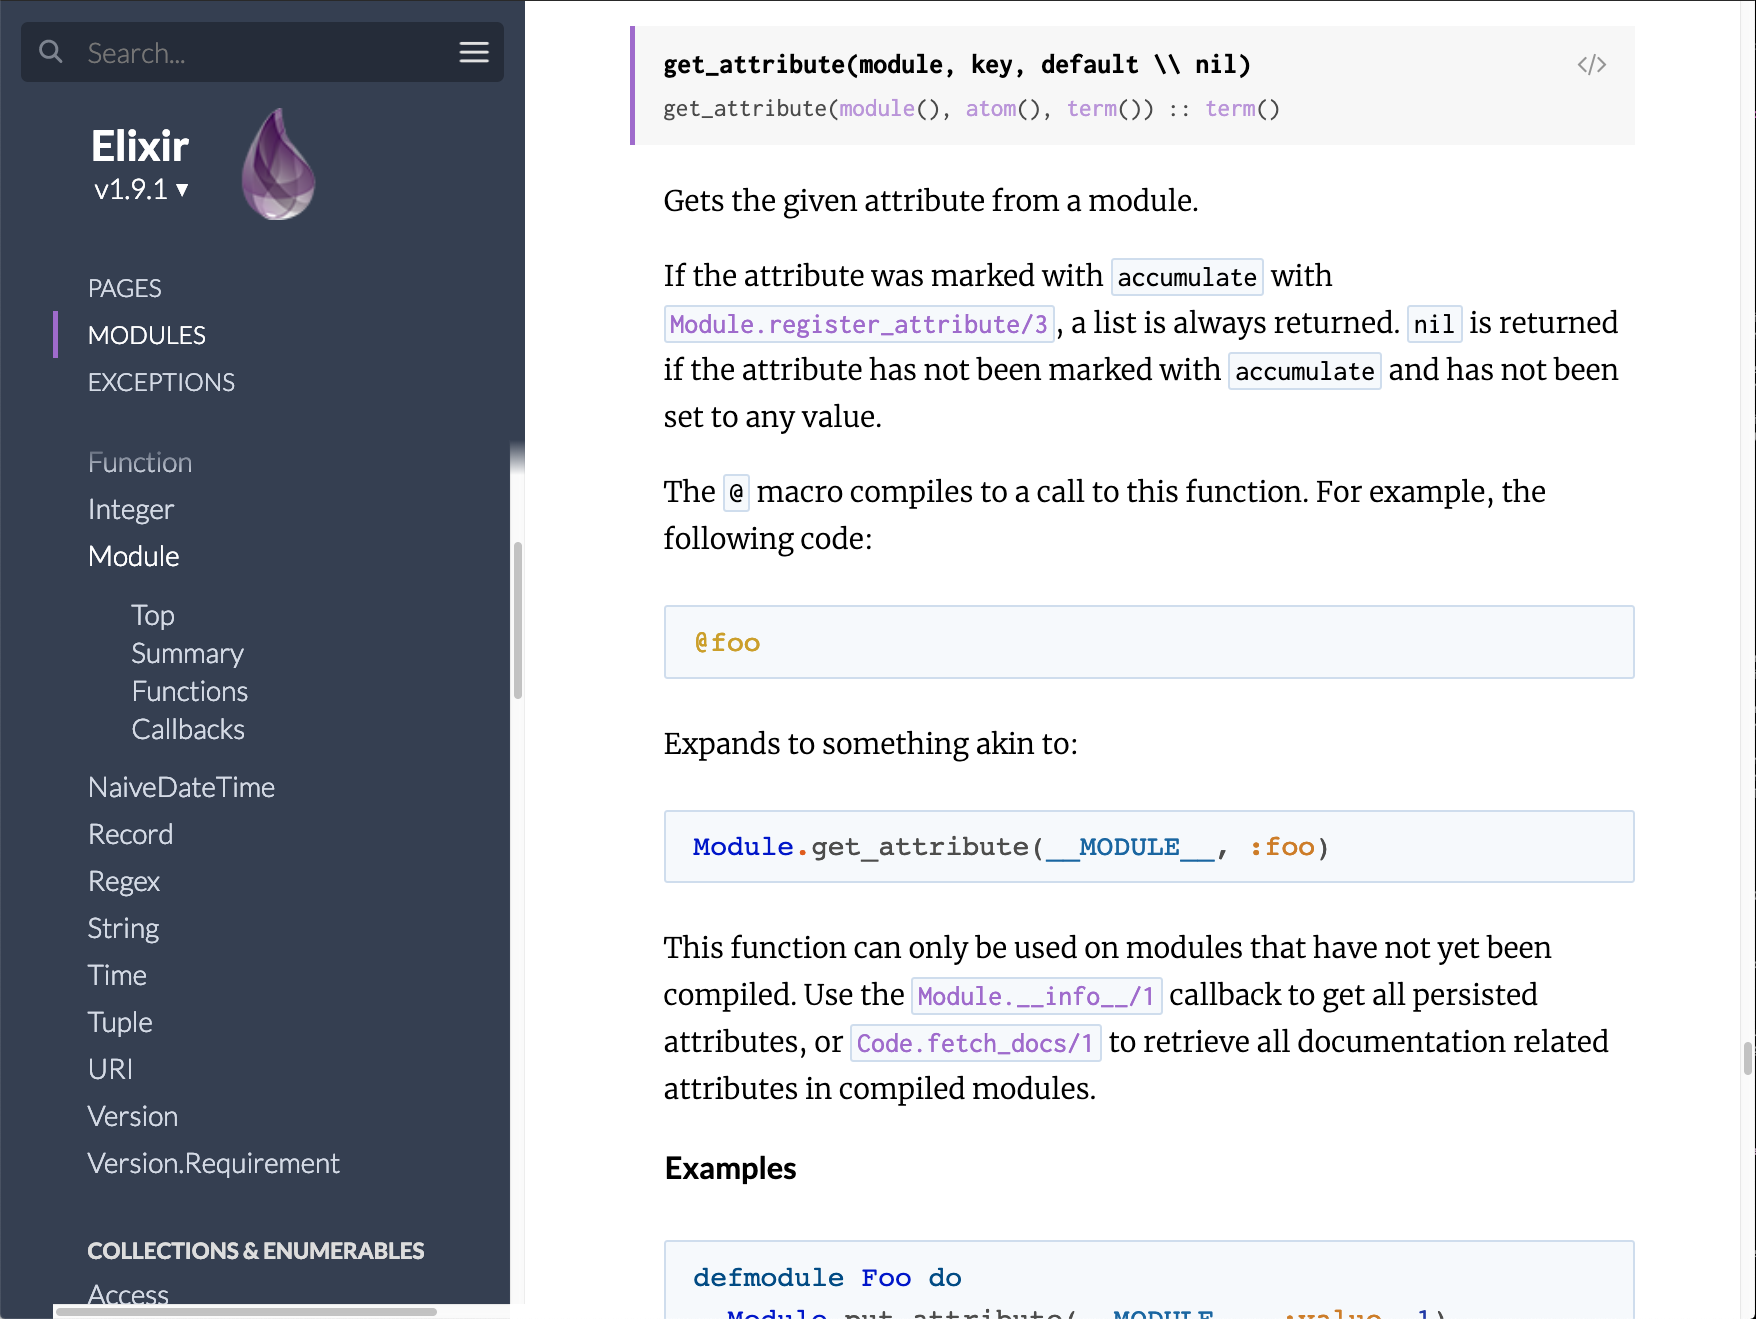 Search...
Elixir
v1.9.1 ▼
PAGES
MODULES
EXCEPTIONS
Function
Integer
Module
Top
Summary
Functions
Callbacks
NaiveDateTime
Record
Regex
String
Time
Tuple
URI
Version
Version.Requirement
COLLECTIONS & ENUMERABLES
Access
get_attribute(module, key, default \\ nil)
</>
get_attribute(module(), atom(), term()) :: term()
Gets the given attribute from a module.
If the attribute was marked with accumulate with
Module.register_attribute/3, a list is always returned. nil is returned
if the attribute has not been marked with accumulate and has not been
set to any value.
The @ macro compiles to a call to this function. For example, the
following code:
@foo
Expands to something akin to:
Module.get_attribute(__MODULE__, :foo)
This function can only be used on modules that have not yet been
compiled. Use the Module.__info__/1 callback to get all persisted
attributes, or Code.fetch_docs/1 to retrieve all documentation related
attributes in compiled modules.
Examples
defmodule Foo do
Module.put_attribute(__MODULE__, :value, 1)